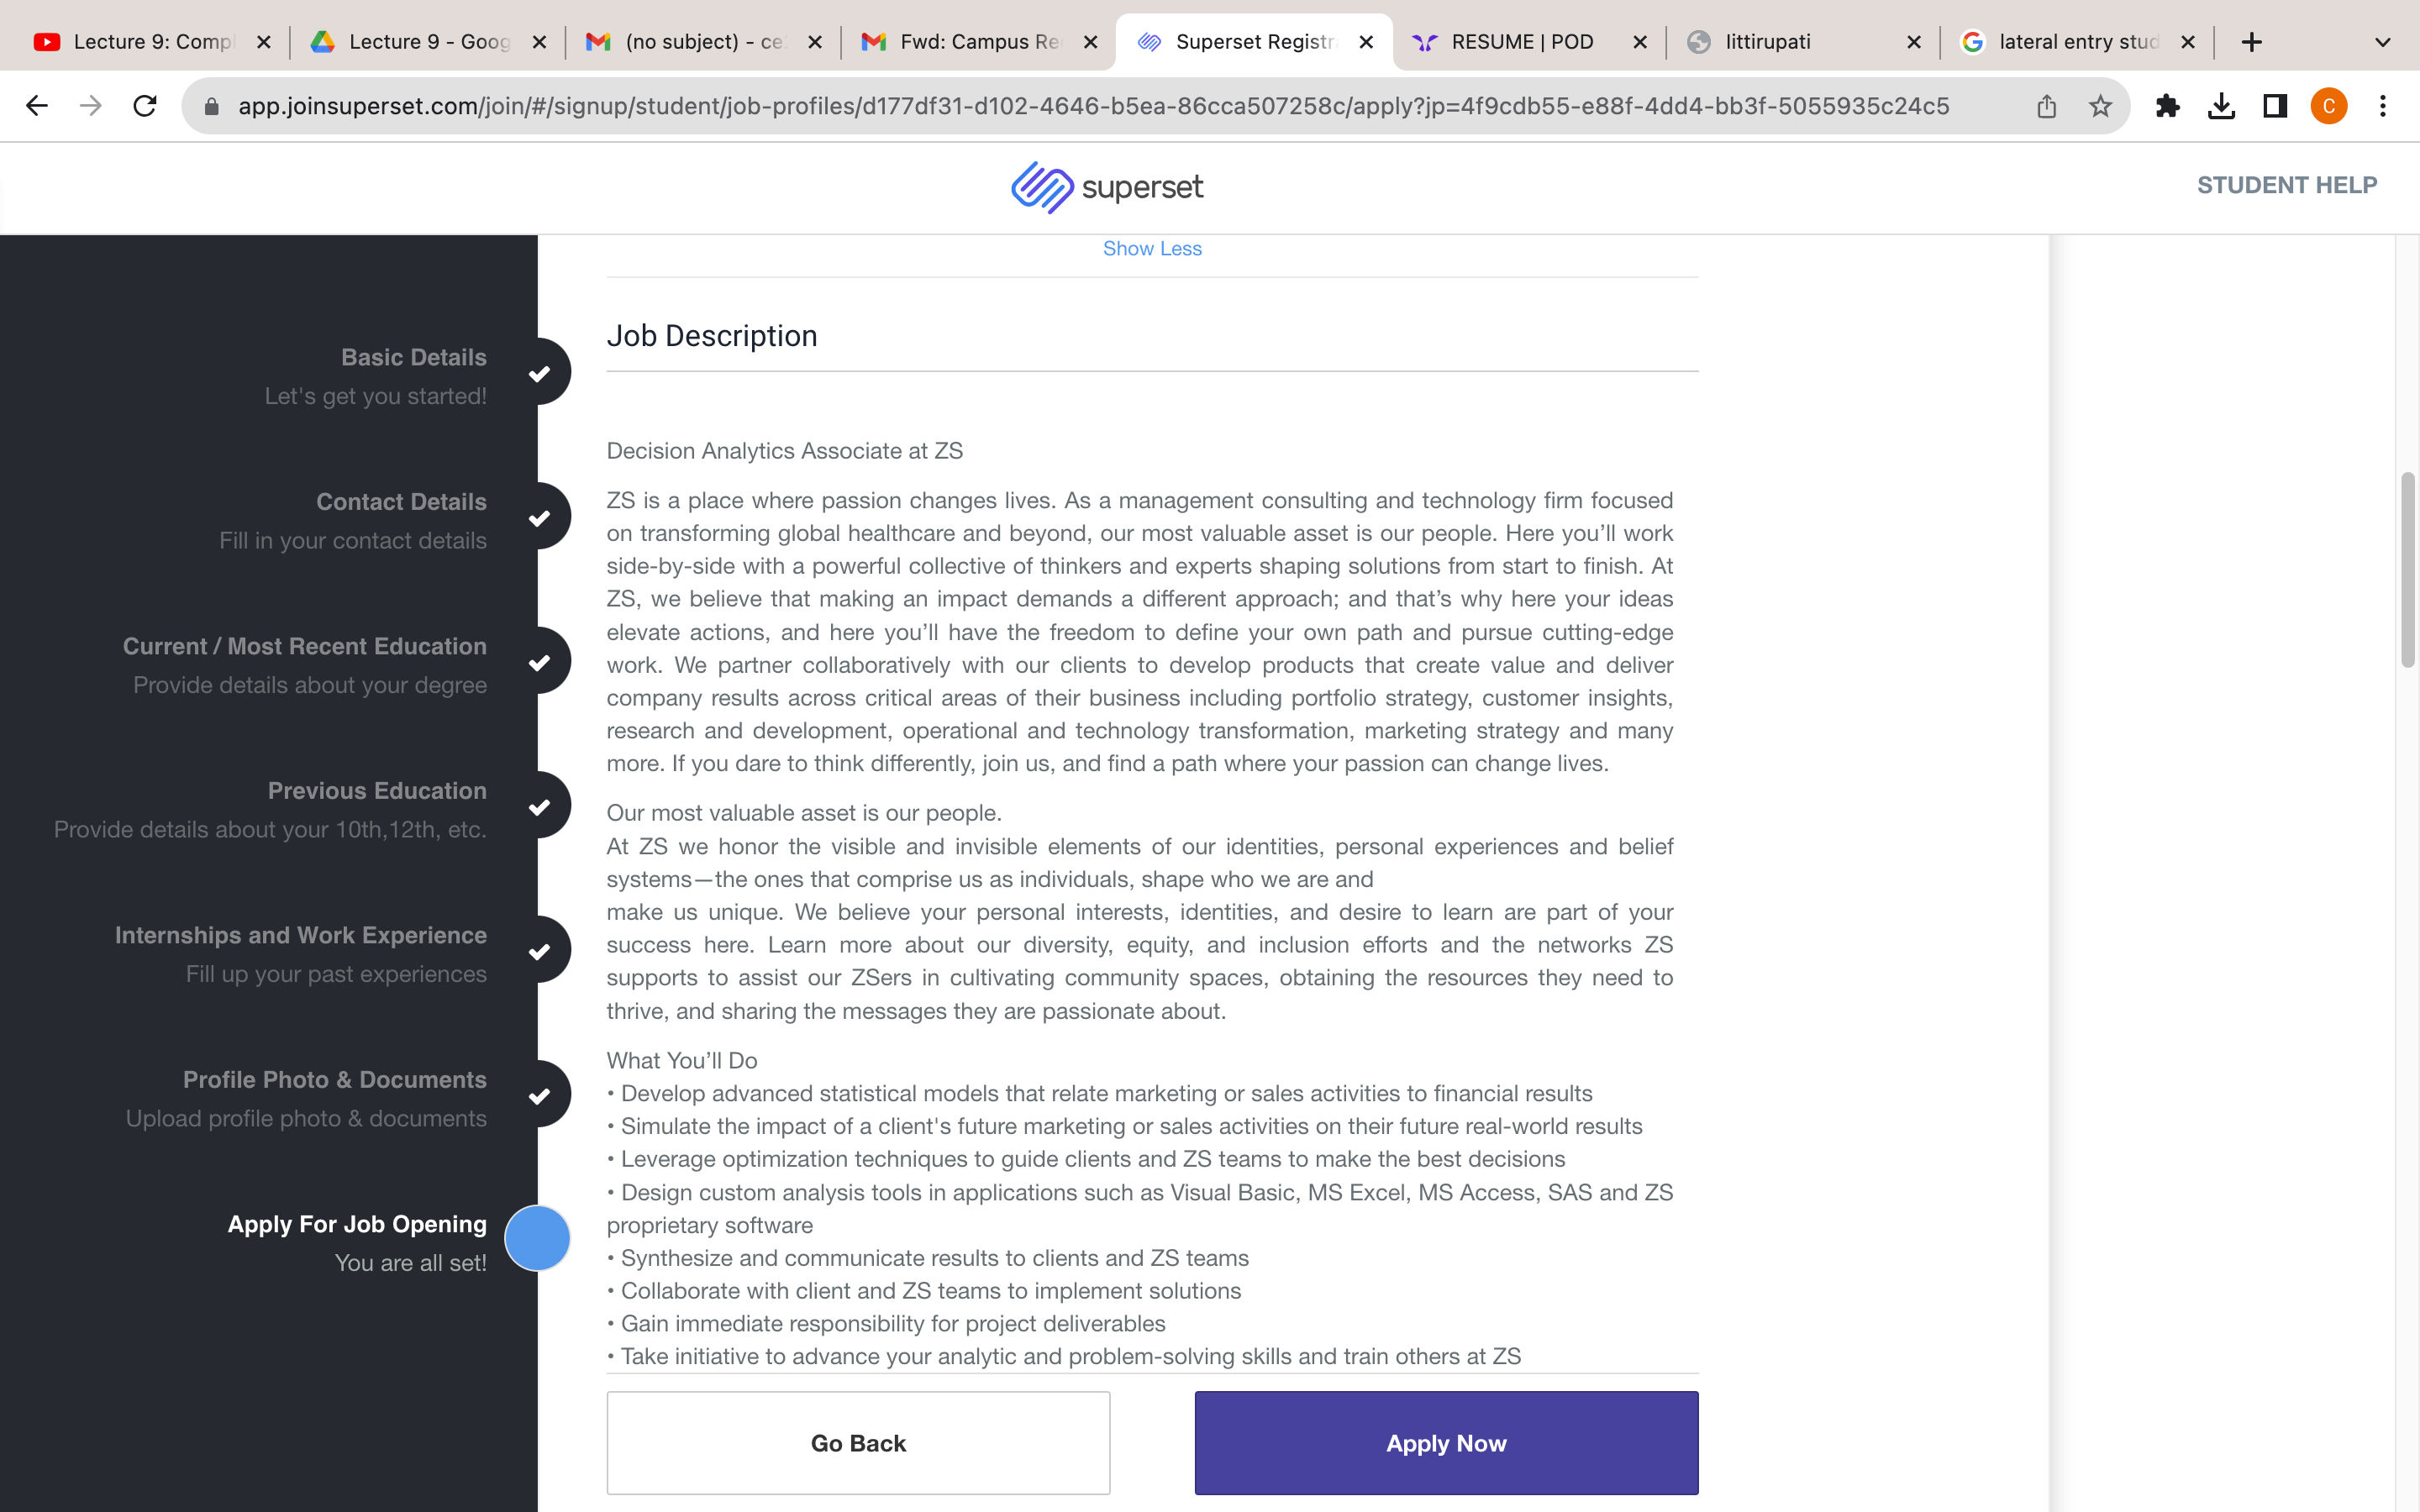 Lecture 9: Comp
Lecture 9 - Goog
(no subject) - ce
Fwd: Campus Re
Superset Registr
RESUME | POD
littirupati
lateral entry stud
app.joinsuperset.com/join/#/signup/student/job-profiles/d177df31-d102-4646-b5ea-86cca507258c/apply?jp=4f9cdb55-e88f-4dd4-bb3f-5055935c24c5
C
superset
STUDENT HELP
Basic Details
Let's get you started!
Contact Details
Fill in your contact details
Current / Most Recent Education
Provide details about your degree
Previous Education
Provide details about your 10th,12th, etc.
Internships and Work Experience
Fill up your past experiences
Profile Photo & Documents
Upload profile photo & documents
Apply For Job Opening
You are all set!
Show Less
Job Description
Decision Analytics Associate at ZS
ZS is a place where passion changes lives. As a management consulting and technology firm focused
on transforming global healthcare and beyond, our most valuable asset is our people. Here you’ll work
side-by-side with a powerful collective of thinkers and experts shaping solutions from start to finish. At
ZS, we believe that making an impact demands a different approach; and that’s why here your ideas
elevate actions, and here you’ll have the freedom to define your own path and pursue cutting-edge
work. We partner collaboratively with our clients to develop products that create value and deliver
company results across critical areas of their business including portfolio strategy, customer insights,
research and development, operational and technology transformation, marketing strategy and many
more. If you dare to think differently, join us, and find a path where your passion can change lives.
Our most valuable asset is our people.
At ZS we honor the visible and invisible elements of our identities, personal experiences and belief
systems—the ones that comprise us as individuals, shape who we are and
make us unique. We believe your personal interests, identities, and desire to learn are part of your
success here. Learn more about our diversity, equity, and inclusion efforts and the networks ZS
supports to assist our ZSers in cultivating community spaces, obtaining the resources they need to
thrive, and sharing the messages they are passionate about.
What You’ll Do
• Develop advanced statistical models that relate marketing or sales activities to financial results
• Simulate the impact of a client's future marketing or sales activities on their future real-world results
• Leverage optimization techniques to guide clients and ZS teams to make the best decisions
• Design custom analysis tools in applications such as Visual Basic, MS Excel, MS Access, SAS and ZS
proprietary software
• Synthesize and communicate results to clients and ZS teams
• Collaborate with client and ZS teams to implement solutions
• Gain immediate responsibility for project deliverables
• Take initiative to advance your analytic and problem-solving skills and train others at ZS
Go Back
Apply Now